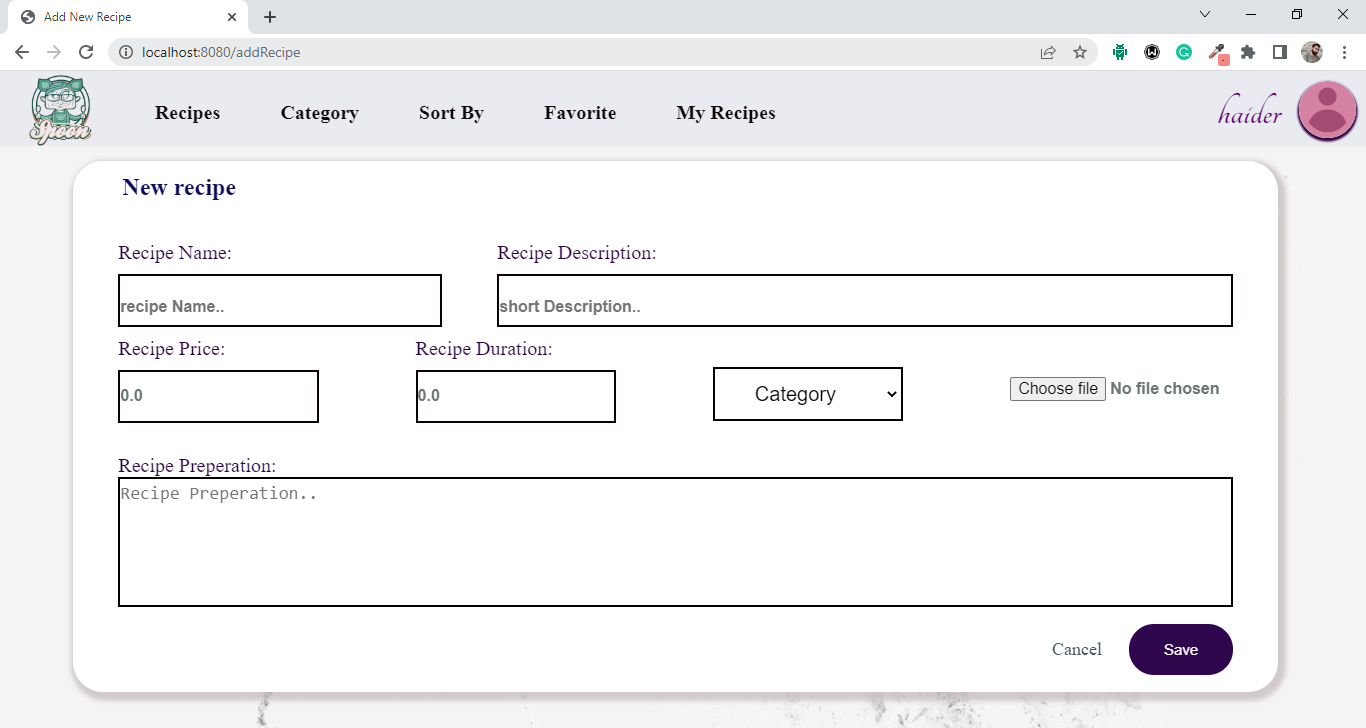 Add New Recipe
localhost:8080/addRecipe
Spoon
Recipes Category Sort By Favorite My Recipes haider
New recipe
Recipe Name: Recipe Description:
recipe Name.. short Description..
Recipe Price: Recipe Duration:
0.0 0.0 Category Choose file No file chosen
Recipe Preperation:
Recipe Preperation..
Cancel Save